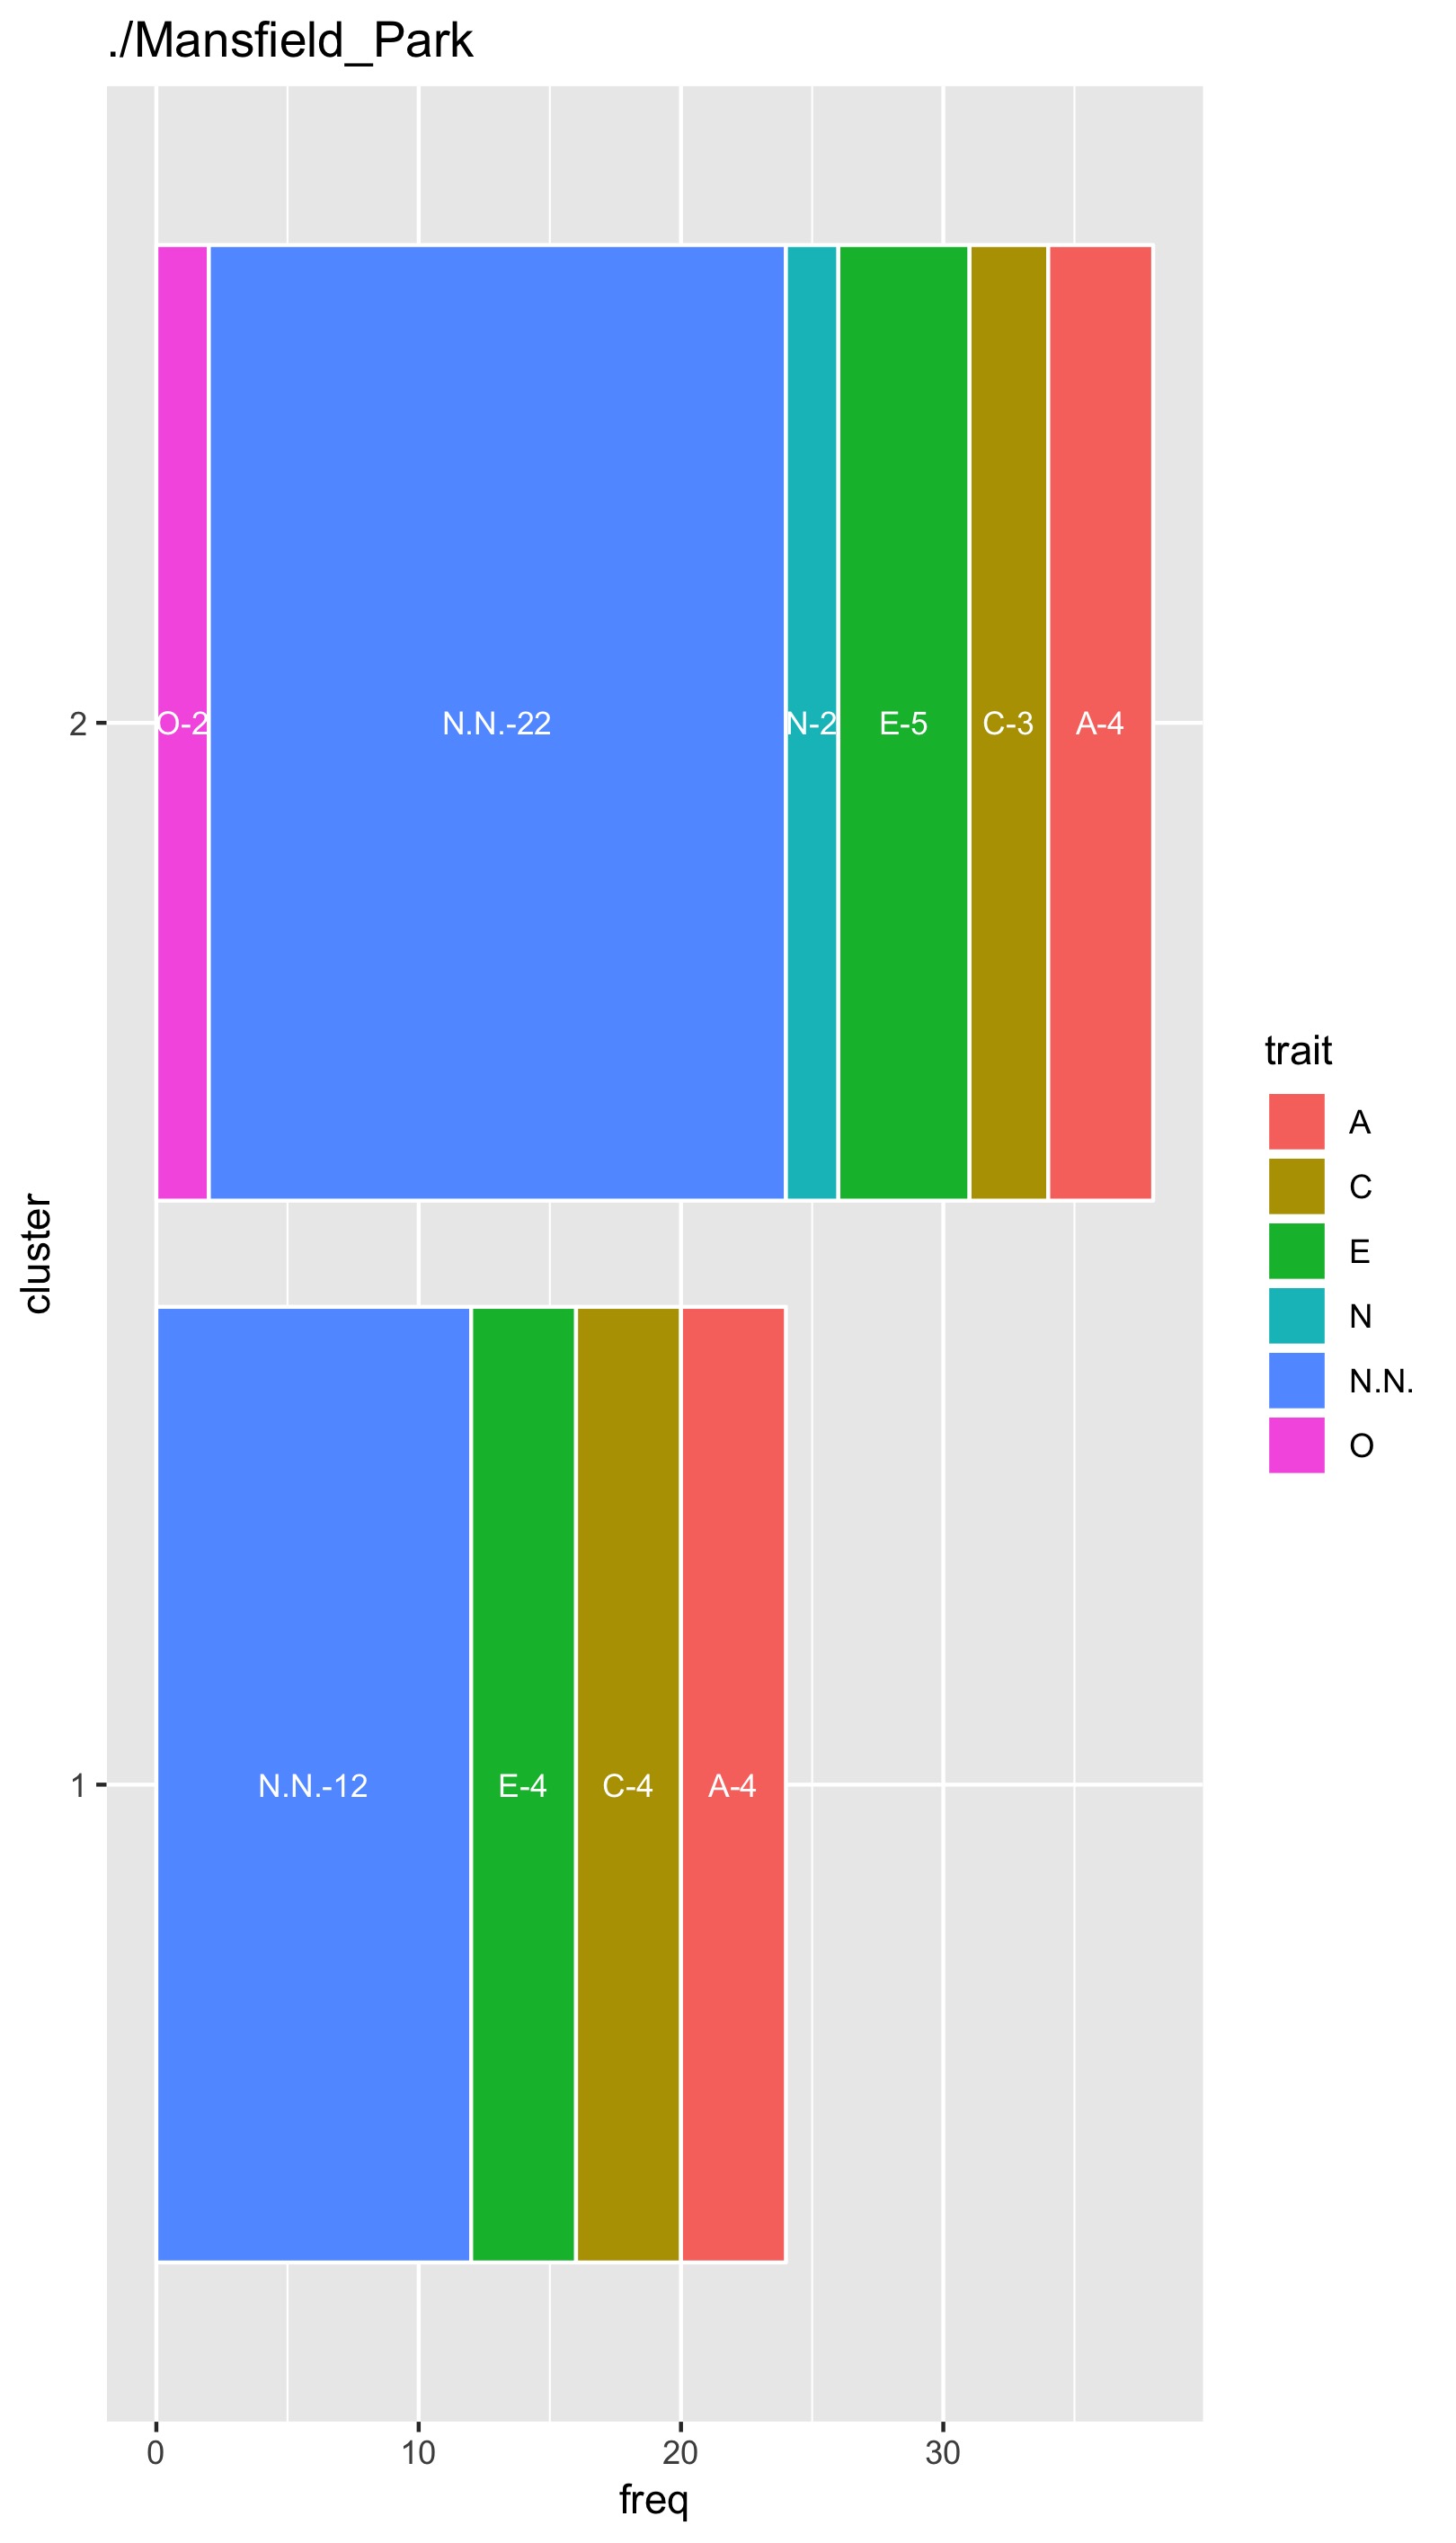 ./Mansfield_Park
cluster
2
O-2 N.N.-22 N-2 E-5 C-3 A-4
1
N.N.-12 E-4 C-4 A-4
0 10 20 30
freq
trait
A
C
E
N
N.N.
O